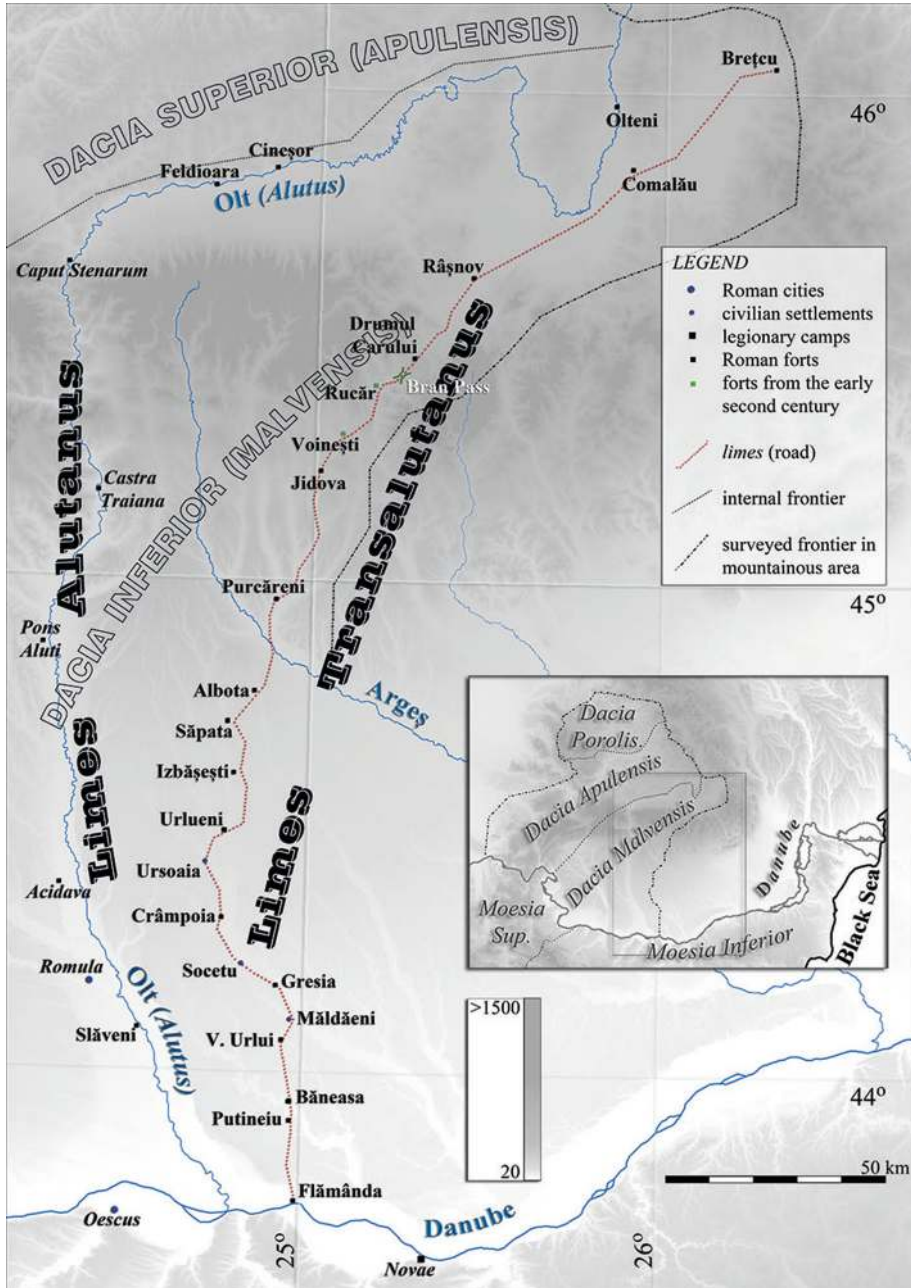 DACIA SUPERIOR (APULENSIS)
Brețcu
46º
Olteni
Cincșor
Feldioara
Olt (Alutus)
Comalău
Caput Stenarum
Râșnov
LEGEND
Roman cities
civilian settlements
legionary camps
Roman forts
forts from the early
second century
limes (road)
internal frontier
surveyed frontier in
mountainous area
Drumul
Carului
Rucăr
Bran Pass
Voinești
Jidova
Limes Alutanus
DACIA INFERIOR (MALVENSIS)
Limes Transalutanus
Castra
Traiana
45º
Purcăreni
Pons
Aluti
Argeș
Albota
Săpata
Izbășești
Urlueni
Ursoaia
Acidava
Crâmpoia
Socetu
Romula
Gresia
Olt (Alutus)
Slăveni
Măldăeni
V. Urlui
Băneasa
Putineiu
Flămânda
Oescus
Danube
Novae
Dacia
Porolis.
Dacia Apulensis
Dacia Malvensis
Danube
Moesia
Sup.
Moesia Inferior
Black Sea
>1500
20
44º
50 km
25º
26º